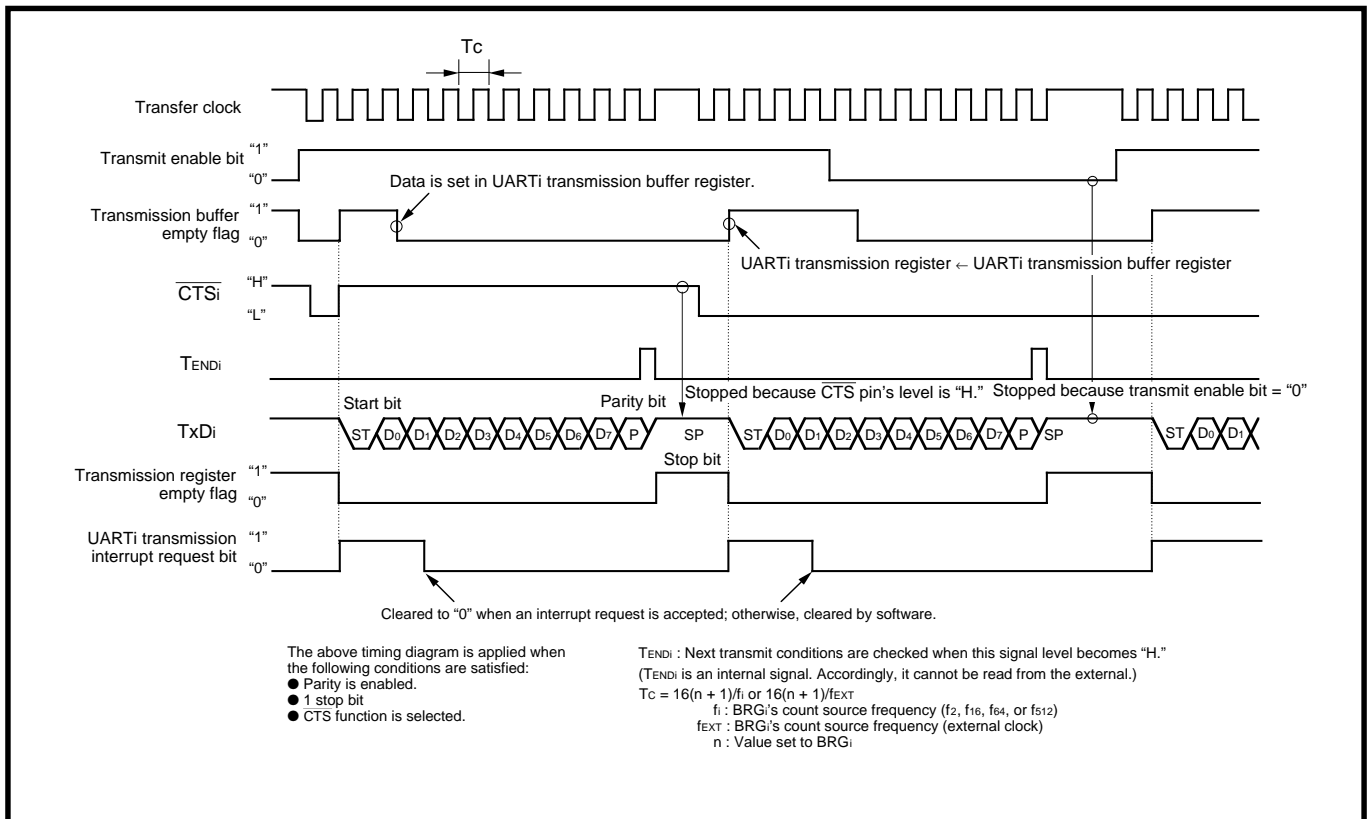 Tc
Transfer clock
Transmit enable bit “1”
“0”
Data is set in UARTi transmission buffer register.
Transmission buffer empty flag “1”
“0”
UARTi transmission register ← UARTi transmission buffer register
CTSi “H”
“L”
TENDi
Stopped because CTS pin’s level is “H.” Stopped because transmit enable bit = “0”
Start bit Parity bit
TxDi ST D0 D1 D2 D3 D4 D5 D6 D7 P SP ST D0 D1 D2 D3 D4 D5 D6 D7 P SP ST D0 D1
Stop bit
Transmission register empty flag “1”
“0”
UARTi transmission interrupt request bit “1”
“0”
Cleared to “0” when an interrupt request is accepted; otherwise, cleared by software.
The above timing diagram is applied when
the following conditions are satisfied:
● Parity is enabled.
● 1 stop bit
● CTS function is selected.
TENDi : Next transmit conditions are checked when this signal level becomes “H.”
(TENDi is an internal signal. Accordingly, it cannot be read from the external.)
TC = 16(n + 1)/fi or 16(n + 1)/fEXT
fi : BRGi’s count source frequency (f2, f16, f64, or f512)
fEXT : BRGi’s count source frequency (external clock)
n : Value set to BRGi